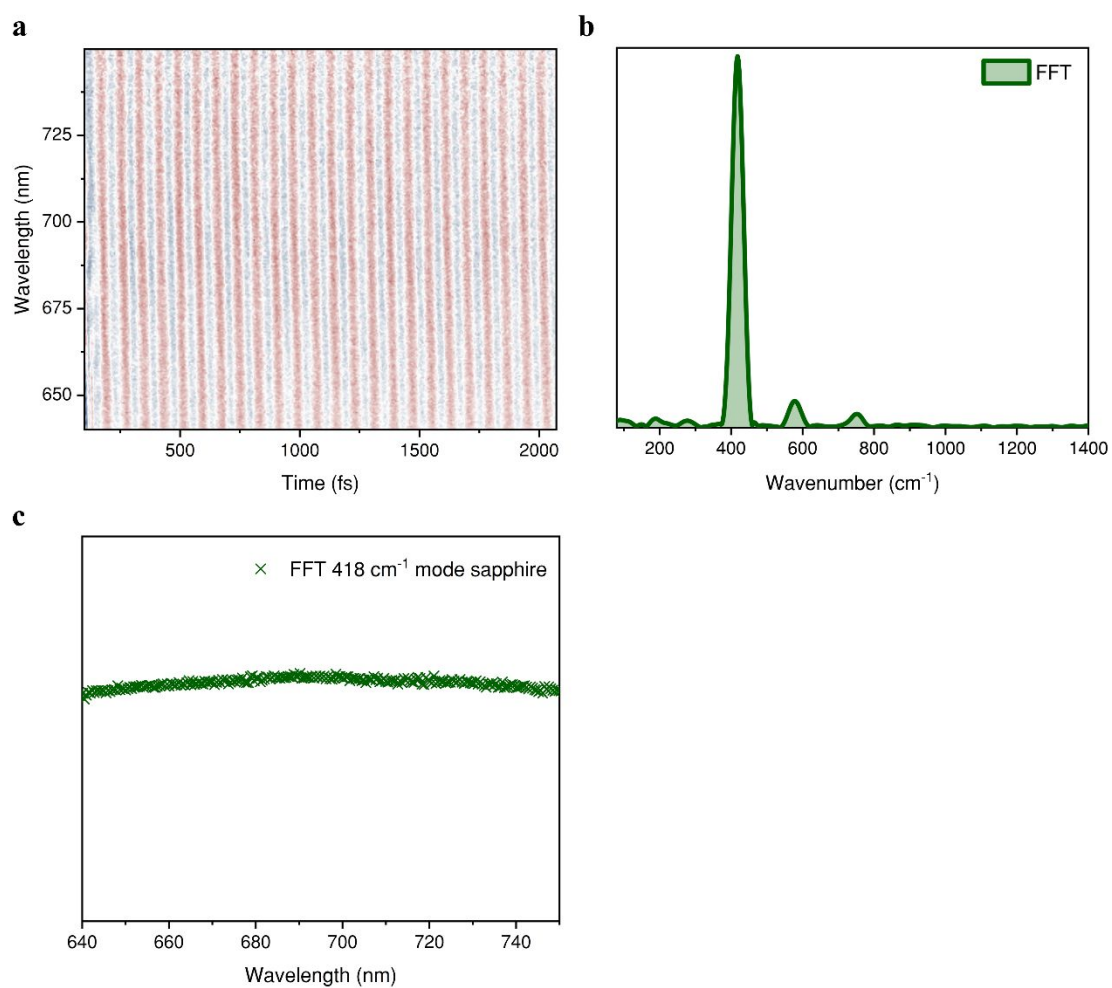 a
Wavelength (nm)
725
700
675
650
500
1000
1500
2000
Time (fs)
b
FFT
200
400
600
800
1000
1200
1400
Wavenumber (cm⁻¹)
c
FFT 418 cm⁻¹ mode sapphire
640
660
680
700
720
740
Wavelength (nm)